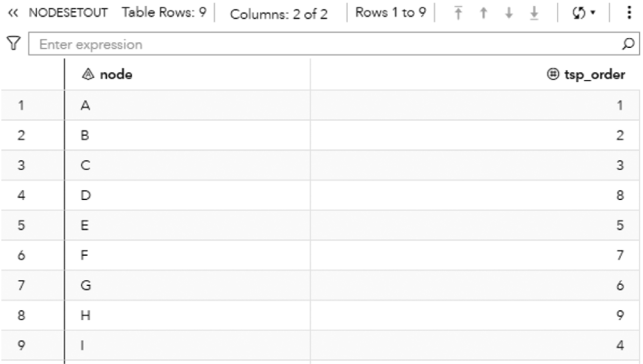 NODESETOUT Table Rows: 9 Columns: 2 of 2 Rows 1 to 9
Enter expression
node tsp_order
1 A 1
2 B 2
3 C 3
4 D 8
5 E 5
6 F 7
7 G 6
8 H 9
9 I 4